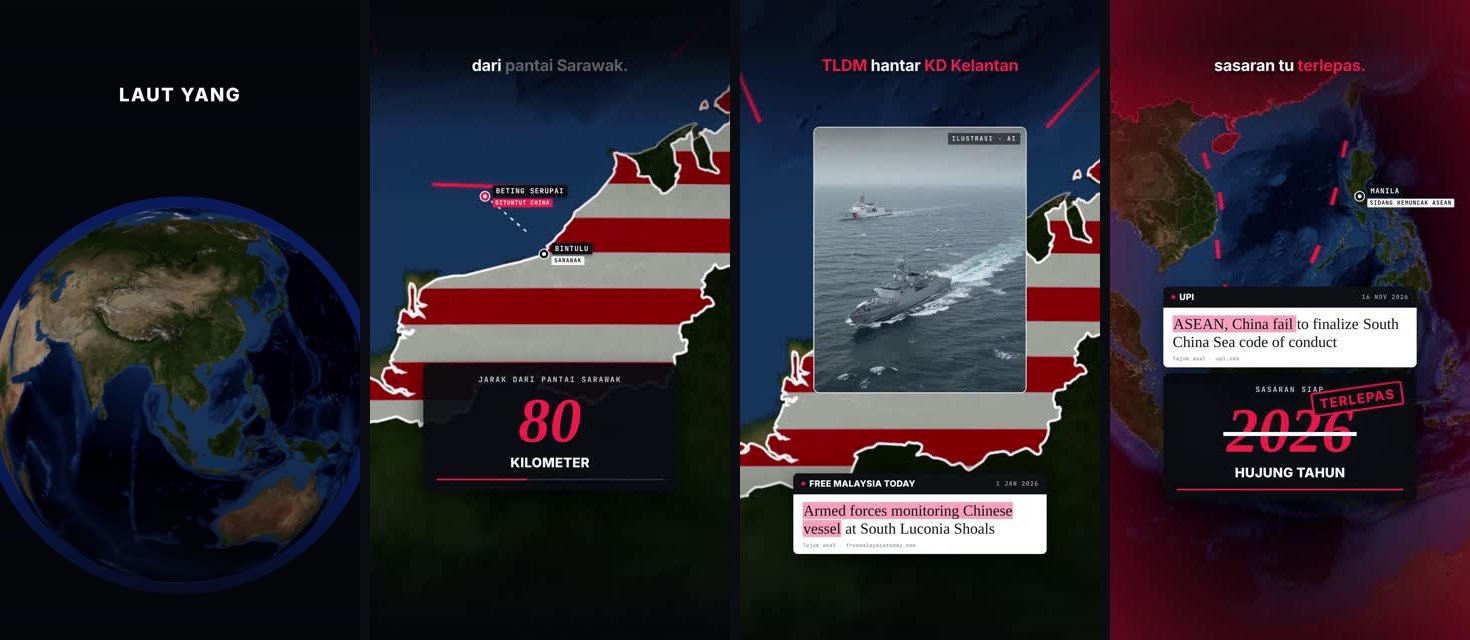 LAUT YANG
dari pantai Sarawak.
BETING SERUPAI
DITUNTUT CHINA
BINTULU
SARAWAK
JARAK DARI PANTAI SARAWAK
80
KILOMETER
TLDM hantar KD Kelantan
ILUSTRASI · AI
FREE MALAYSIA TODAY
1 JAN 2026
Armed forces monitoring Chinese
vessel at South Luconia Shoals
Tajuk asal · freemalaysiatoday.com
sasaran tu terlepas.
MANILA
SIDANG KEMUNCAK ASEAN
UPI
16 NOV 2026
ASEAN, China fail to finalize South
China Sea code of conduct
Tajuk asal · upi.com
SASARAN SIAP
TERLEPAS
2026
HUJUNG TAHUN